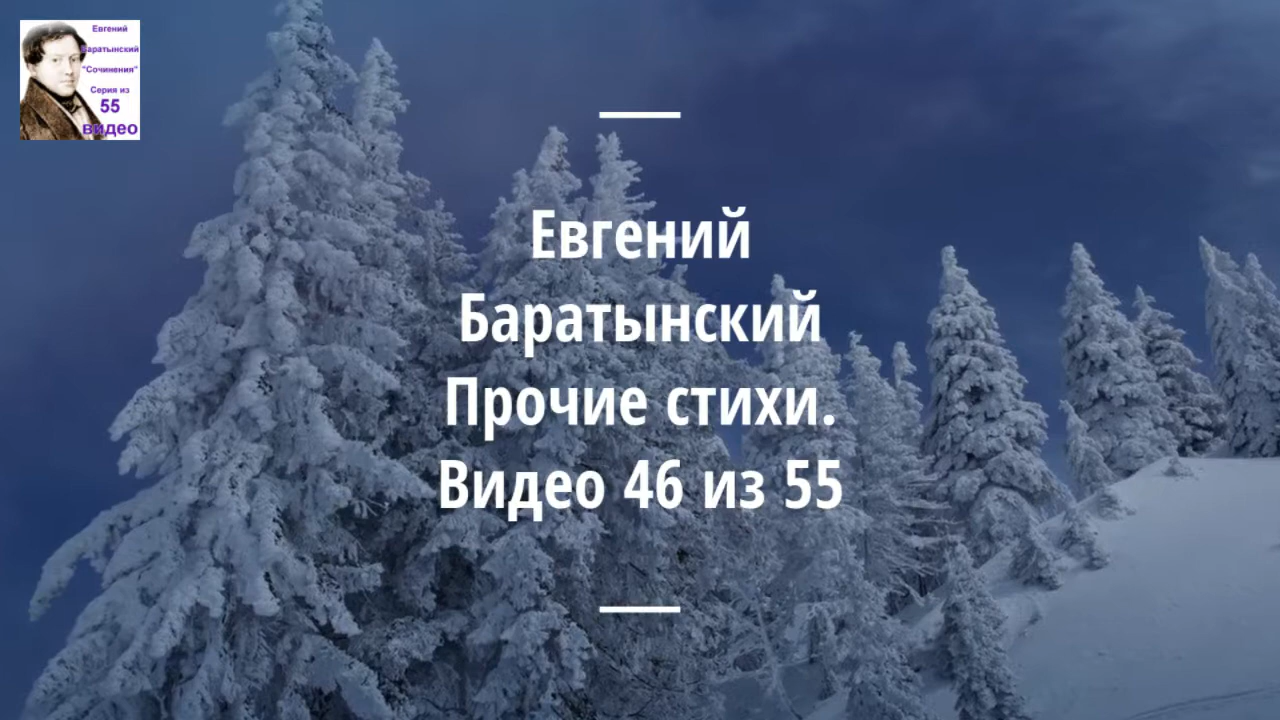 Евгений
Баратынский
"Сочинения"
Серия из
55
видео
Евгений
Баратынский
Прочие стихи.
Видео 46 из 55